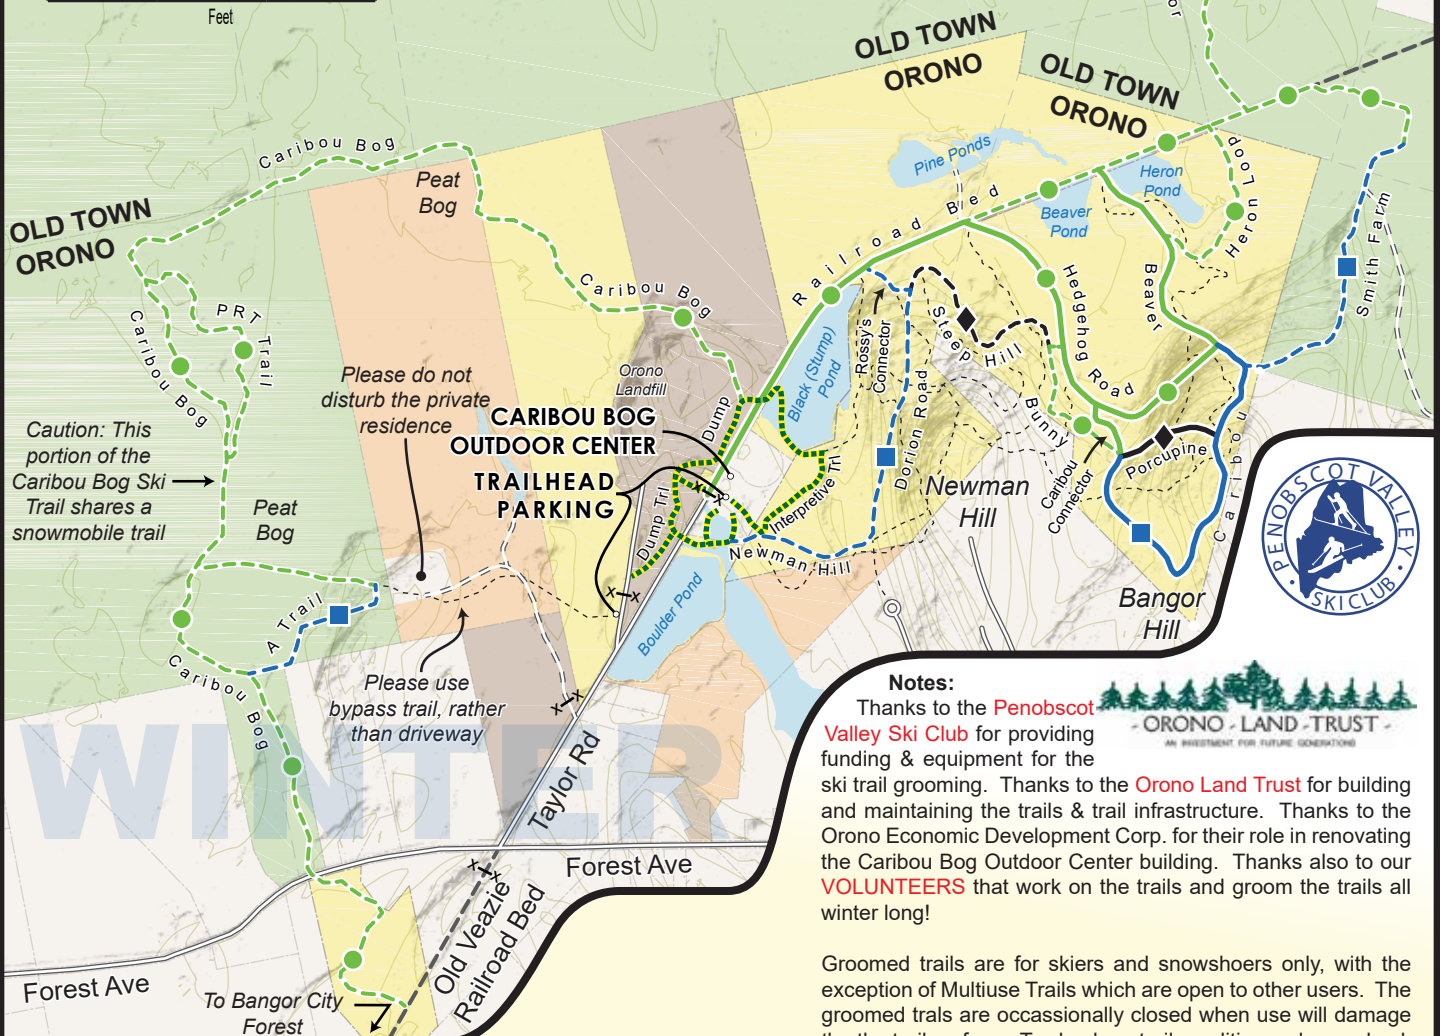 Feet
OLD TOWN
ORONO
OLD TOWN
ORONO
OLD TOWN
ORONO
Caribou Bog
Peat
Bog
Pine Ponds
Heron
Pond
Heron Loop
Beaver
Pond
Railroad Bed
Smith Farm
Caribou Bog
PRT Trail
Caribou Bog
Hedgehog Road
Beaver
Steep Hill
Rossy's
Connector
Black (Stump)
Pond
Orono
Landfill
Dump
Please do not
disturb the private
residence
CARIBOU BOG
OUTDOOR CENTER
TRAILHEAD
PARKING
Caution: This
portion of the
Caribou Bog Ski
Trail shares a
snowmobile trail
Peat
Bog
Dorion Road
Bunny
Caribou
Connector
Porcupine
Caribou
Newman
Hill
Interpretive Trl
Dump Trl
Newman Hill
Boulder Pond
Bangor
Hill
PENOBSCOT VALLEY
SKI CLUB
A Trail
Caribou Bog
Please use
bypass trail, rather
than driveway
WINTER
Taylor Rd
Forest Ave
Old Veazie
Railroad Bed
Forest Ave
To Bangor City
Forest
ORONO - LAND - TRUST -
AN INVESTMENT FOR FUTURE GENERATIONS
Notes:
Thanks to the Penobscot
Valley Ski Club for providing
funding & equipment for the
ski trail grooming. Thanks to the Orono Land Trust for building
and maintaining the trails & trail infrastructure. Thanks to the
Orono Economic Development Corp. for their role in renovating
the Caribou Bog Outdoor Center building. Thanks also to our
VOLUNTEERS that work on the trails and groom the trails all
winter long!
Groomed trails are for skiers and snowshoers only, with the
exception of Multiuse Trails which are open to other users. The
groomed trals are occassionally closed when use will damage